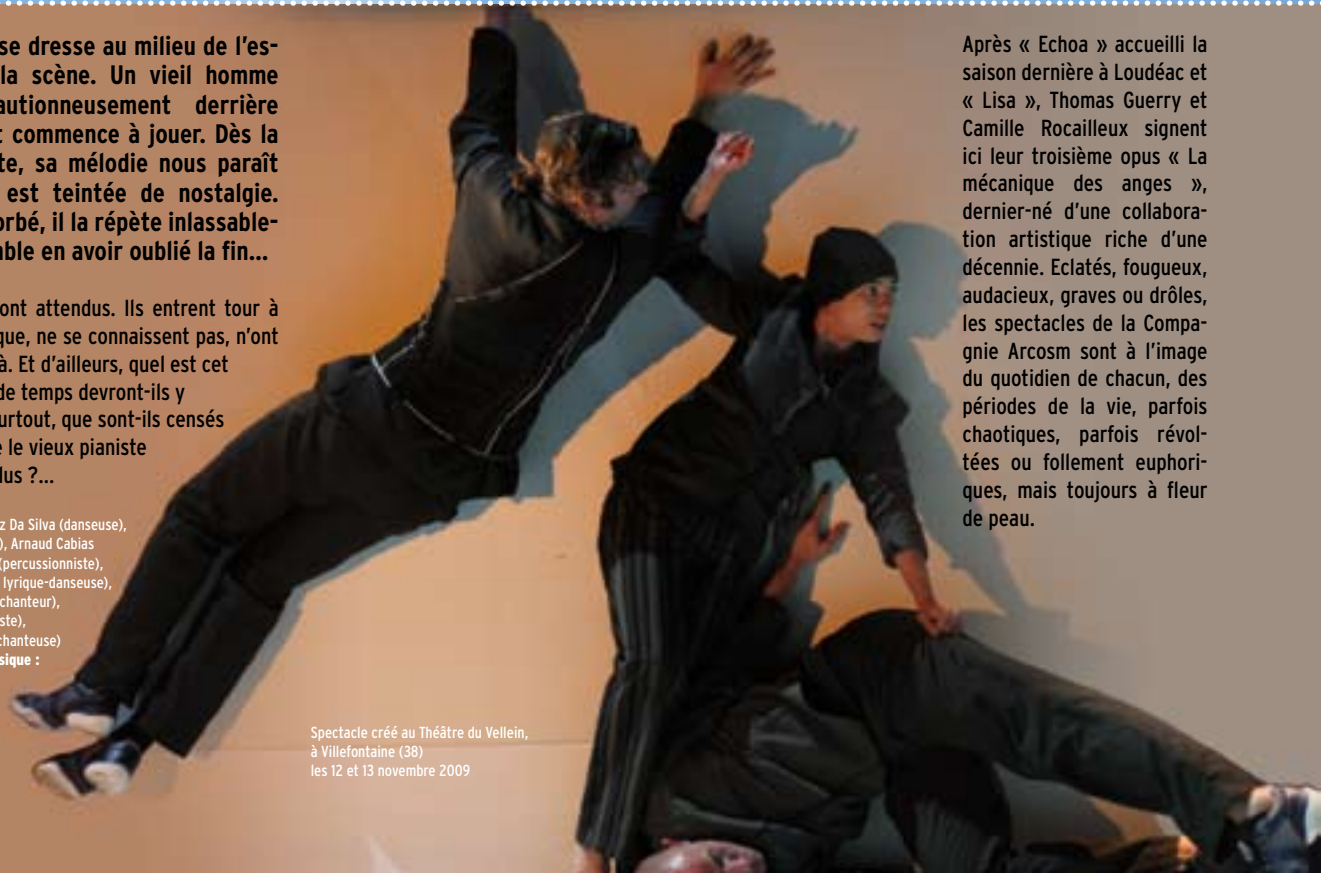 se dresse au milieu de l'es-
la scène. Un vieil homme
autionneusement derrière
t commence à jouer. Dès la
te, sa mélodie nous paraît
est teintée de nostalgie.
orbé, il la répète inlassable-
able en avoir oublié la fin...
ont attendus. Ils entrent tour à
que, ne se connaissent pas, n'ont
à. Et d'ailleurs, quel est cet
de temps devront-ils y
urtout, que sont-ils censés
e le vieux pianiste
lus ?...
z Da Silva (danseuse),
), Arnaud Cabias
(percussionniste),
lyrique-danseuse),
chanteur),
ste),
chanteuse)
sique :
Spectacle créé au Théâtre du Vellein,
à Villefontaine (38)
les 12 et 13 novembre 2009
Après « Echoa » accueilli la
saison dernière à Loudéac et
« Lisa », Thomas Guerry et
Camille Rocailleux signent
ici leur troisième opus « La
mécanique des anges »,
dernier-né d'une collabora-
tion artistique riche d'une
décennie. Eclatés, fougueux,
audacieux, graves ou drôles,
les spectacles de la Compa-
gnie Arcosm sont à l'image
du quotidien de chacun, des
périodes de la vie, parfois
chaotiques, parfois révol-
tées ou follement euphori-
ques, mais toujours à fleur
de peau.